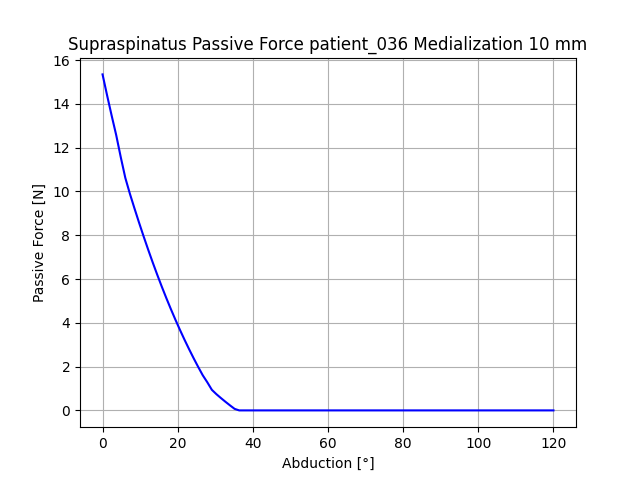 Supraspinatus Passive Force patient_036 Medialization 10 mm
16
14
12
10
8
6
4
2
0
Passive Force [N]
0 20 40 60 80 100 120
Abduction [°]